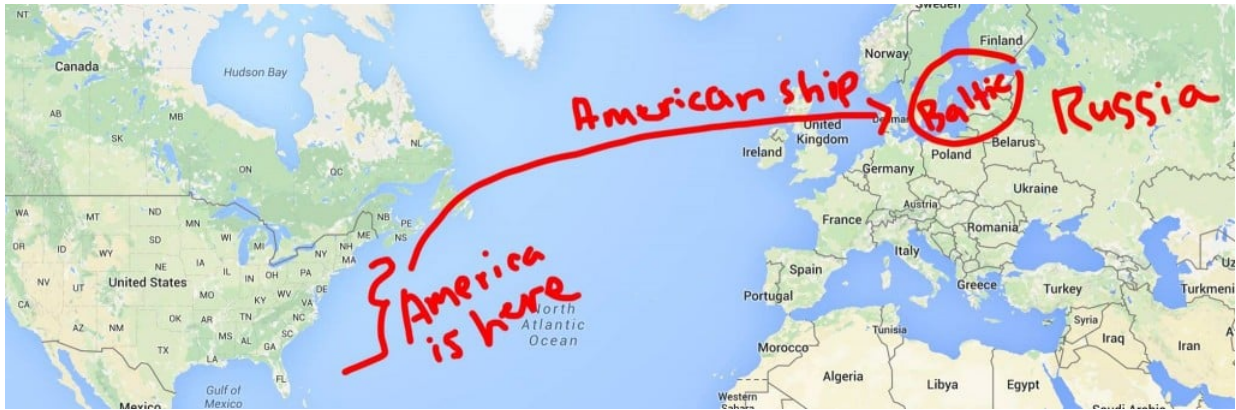 Sweden
NT
Norway
Finland
Canada
Hudson Bay
American ship
Baltic
Russia
AB
MB
SK
NL
ON
QC
United
Kingdom
Ireland
Belarus
Poland
Germany
Ukraine
WA
MT
ND
MN
NB
PE
NS
ME
Austria
France
Romania
OR
ID
WY
SD
WI
MI
NH
NY
MA
America
is here
NE
IA
IL
IN
OH
PA
NV
UT
United States
DE
Italy
Spain
Portugal
Greece
Turkey
Turkmeni
MO
KY
WV
VA
CA
OK
AR
TN
NC
AZ
NM
MS
AL
SC
GA
North
Atlantic
Ocean
Tunisia
Syria
Iraq
Iran
TX
LA
Morocco
FL
Algeria
Libya
Egypt
Gulf of
Mexico
Mexico
Western
Sahara
Saudi Arabia